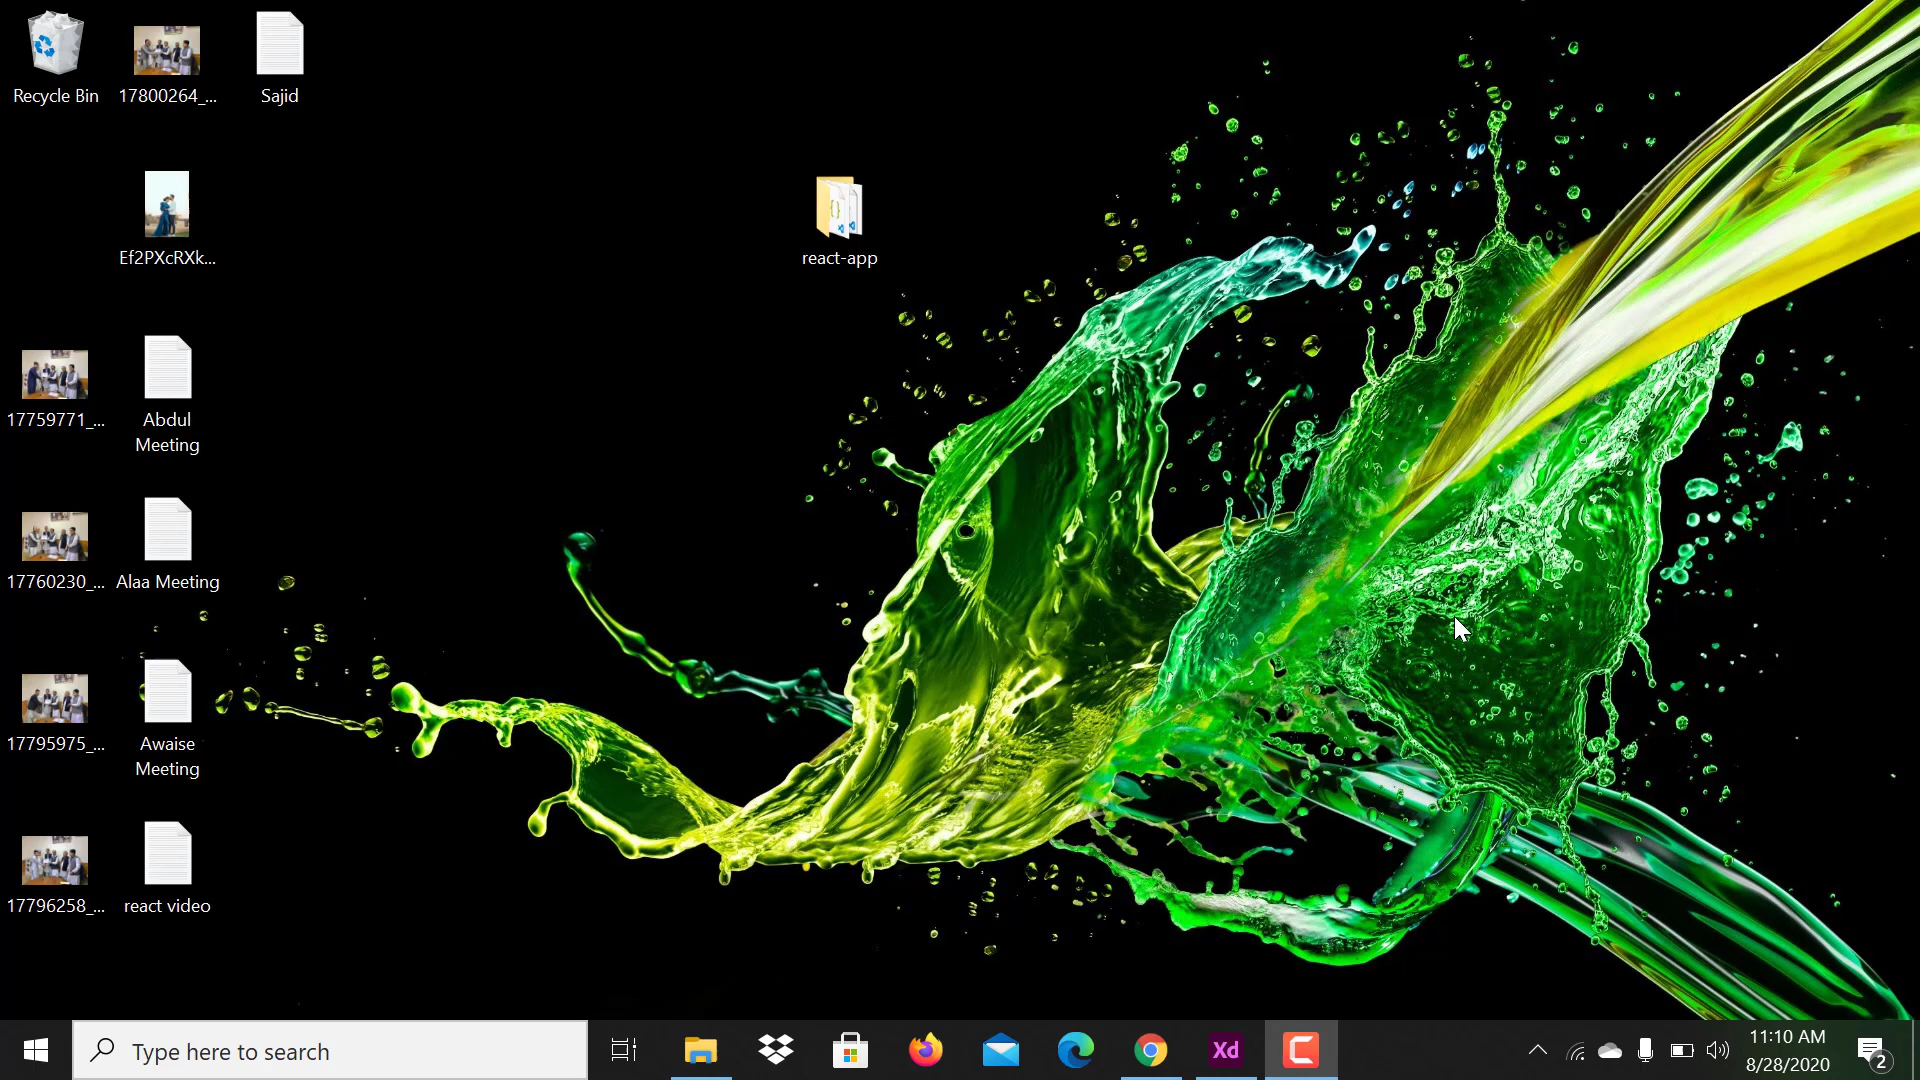 Recycle Bin
17800264_...
Sajid
Ef2PXcRXk...
react-app
17759771_...
Abdul
Meeting
17760230_...
Alaa Meeting
17795975_...
Awaise
Meeting
17796258_...
react video
Type here to search
Xd
11:10 AM
8/28/2020
2